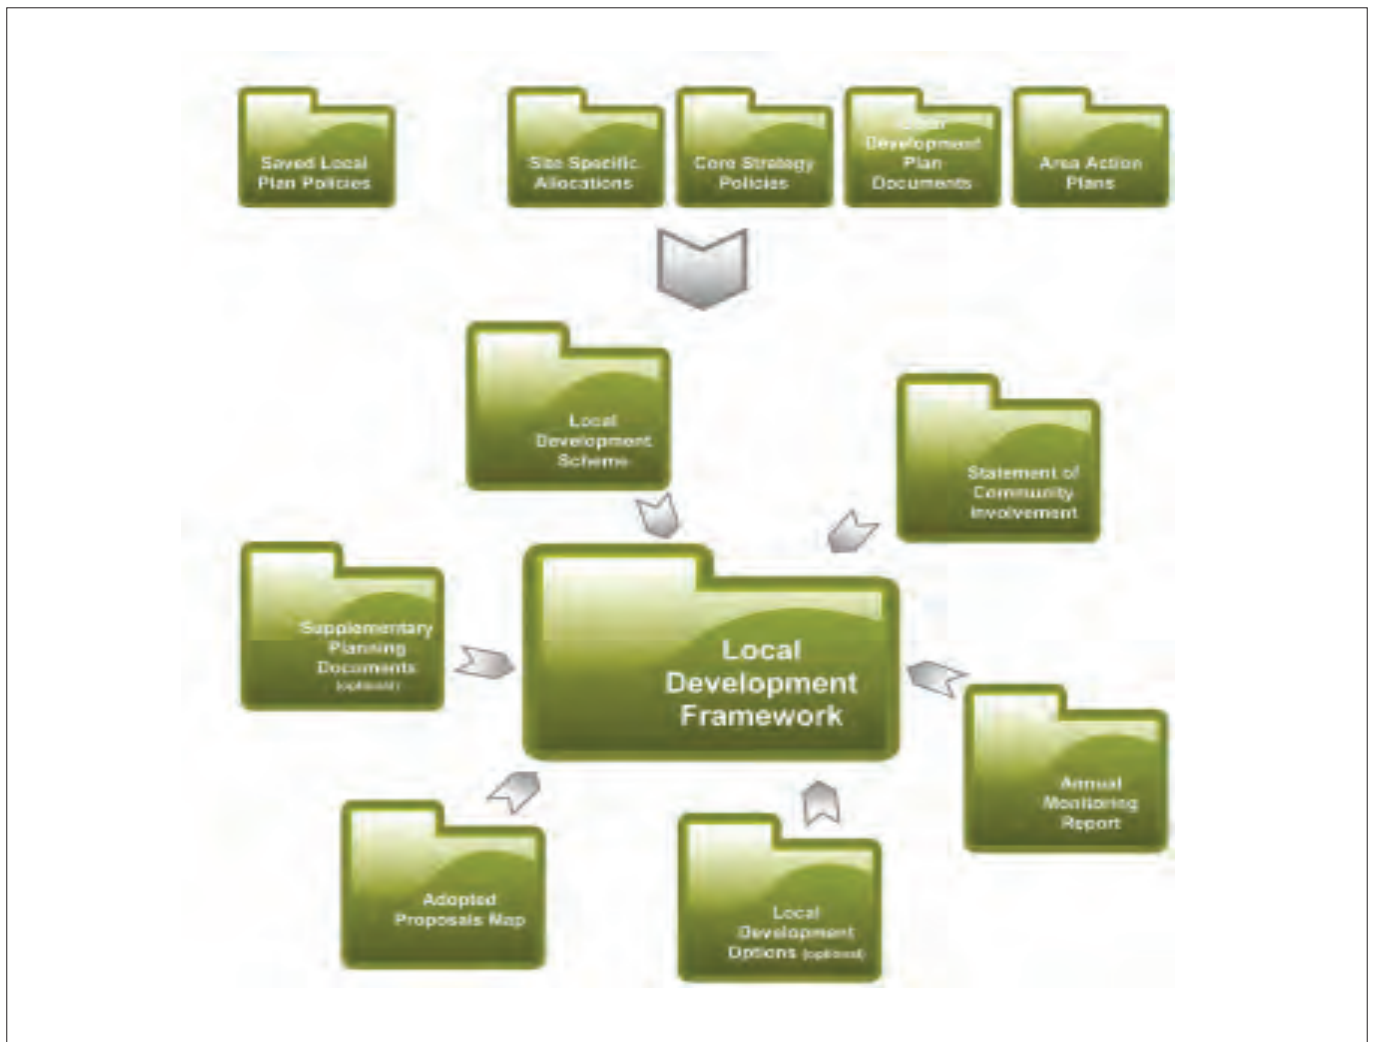 Saved Local
Plan Policies
Site Specific
Allocations
Core Strategy
Policies
Development
Plan
Documents
Area Action
Plans
Local
Development
Scheme
Statement of
Community
Involvement
Supplementary
Planning
Documents
(optional)
Local
Development
Framework
Annual
Monitoring
Report
Adopted
Proposals Map
Local
Development
Options (optional)